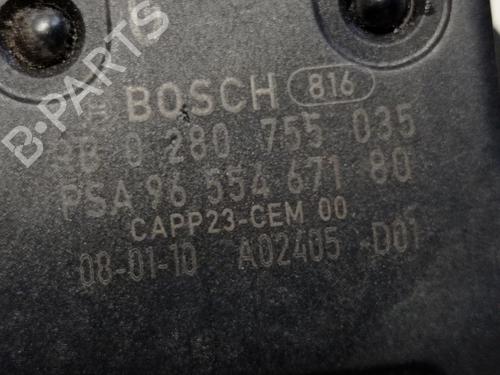 B-PARTS
BOSCH 816
0 280 755 035
PSA 96 554 671 80
CAPP23-CEM 00
08-01-10 A02405 -D01